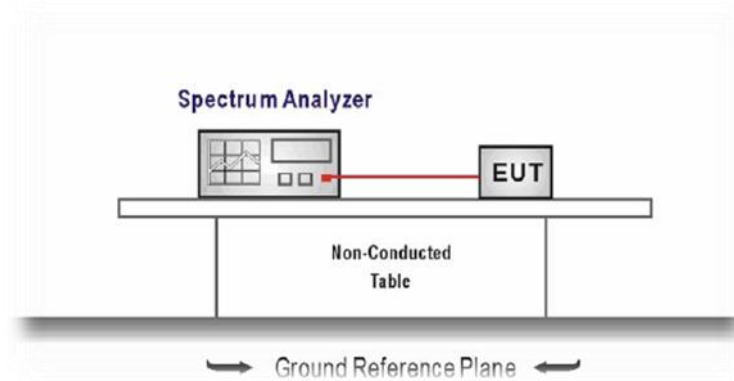 Spectrum Analyzer
EUT
Non-Conducted
Table
Ground Reference Plane